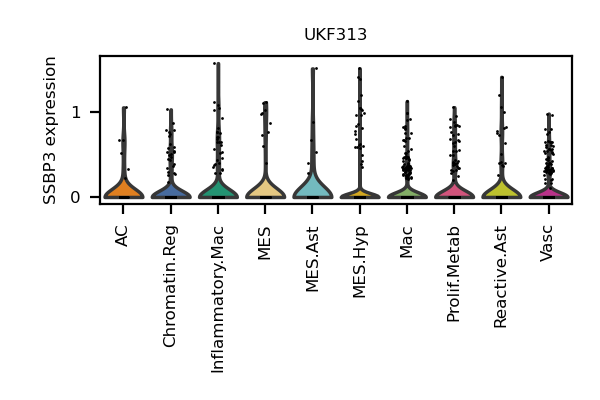 UKF313
SSBP3 expression
1
0
AC
Chromatin.Reg
Inflammatory.Mac
MES
MES.Ast
MES.Hyp
Mac
Prolif.Metab
Reactive.Ast
Vasc